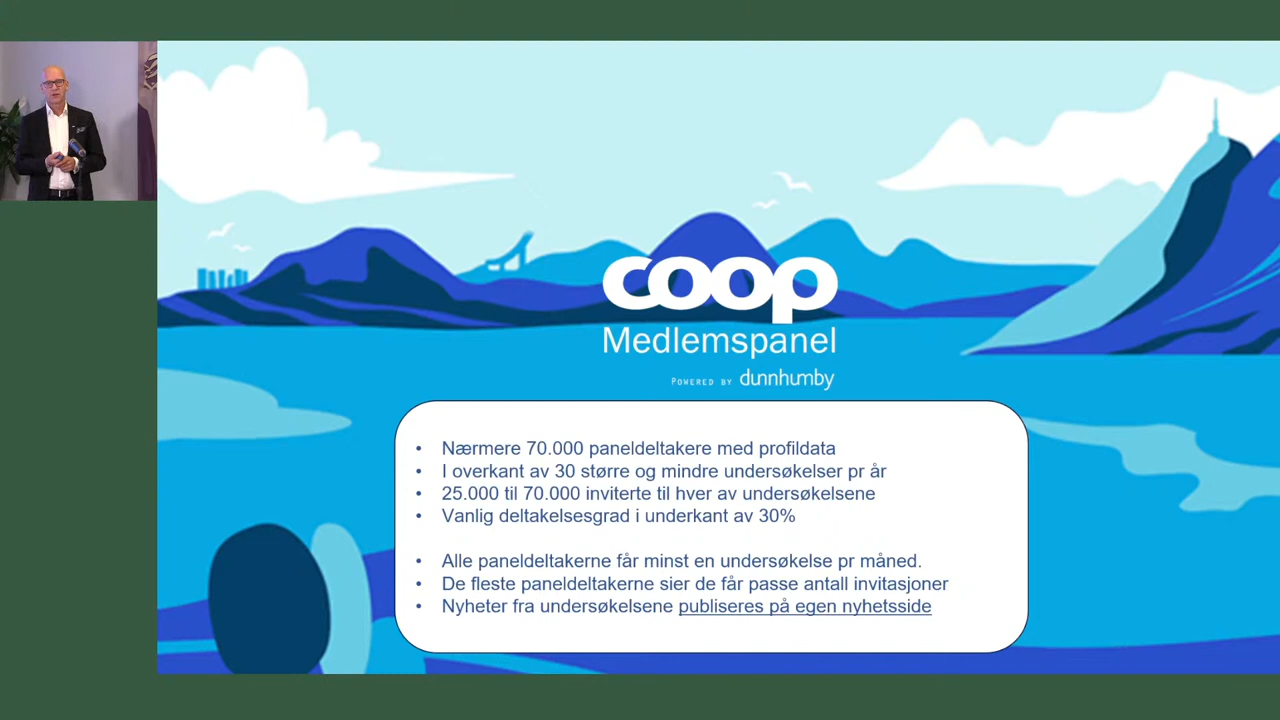 coop
Medlemspanel
POWERED BY dunnhumby
• Nærmere 70.000 paneldeltakere med profildata
• I overkant av 30 større og mindre undersøkelser pr år
• 25.000 til 70.000 inviterte til hver av undersøkelsene
• Vanlig deltakelsesgrad i underkant av 30%
• Alle paneldeltakerne får minst en undersøkelse pr måned.
• De fleste paneldeltakerne sier de får passe antall invitasjoner
• Nyheter fra undersøkelsene publiseres på egen nyhetsside